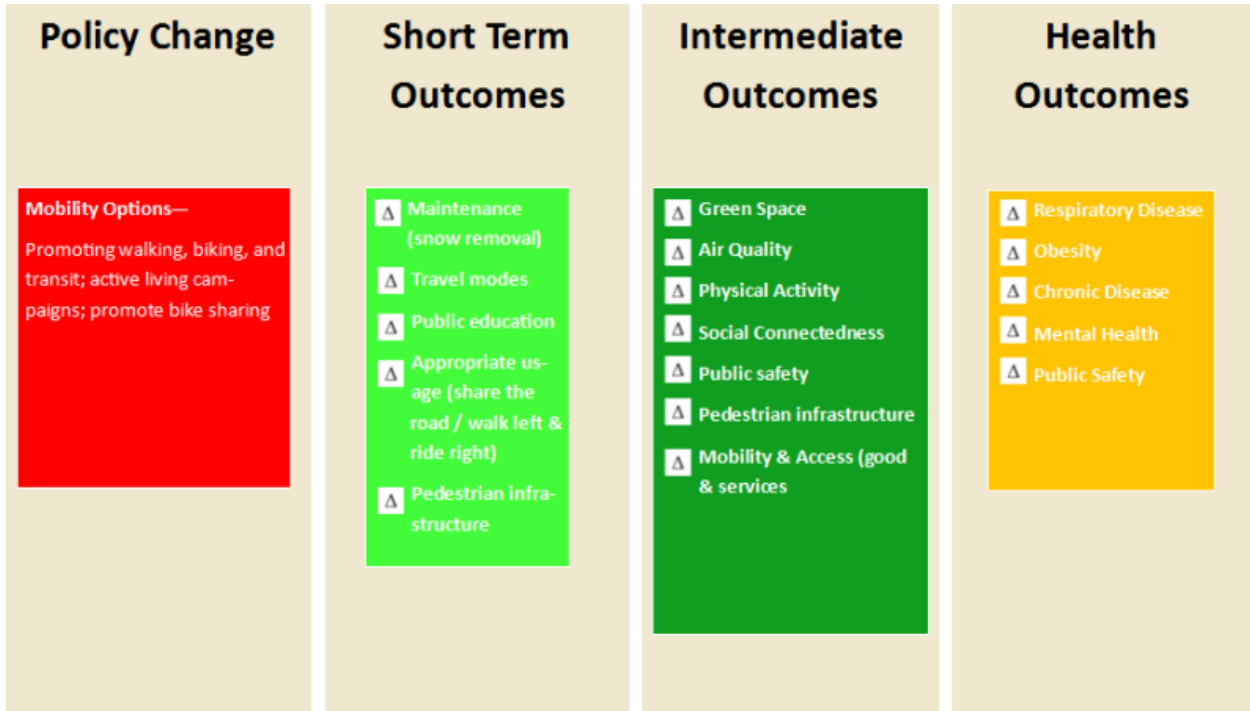 Policy Change
Mobility Options—
Promoting walking, biking, and
transit; active living cam-
paigns; promote bike sharing
Short Term
Outcomes
Δ Maintenance
(snow removal)
Δ Travel modes
Δ Public education
Δ Appropriate us-
age (share the
road / walk left &
ride right)
Δ Pedestrian infra-
structure
Intermediate
Outcomes
Δ Green Space
Δ Air Quality
Δ Physical Activity
Δ Social Connectedness
Δ Public safety
Δ Pedestrian infrastructure
Δ Mobility & Access (good
& services
Health
Outcomes
Δ Respiratory Disease
Δ Obesity
Δ Chronic Disease
Δ Mental Health
Δ Public Safety